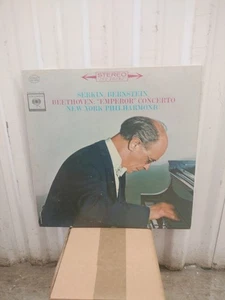 STEREO
SERKIN, BERNSTEIN
BEETHOVEN: "EMPEROR" CONCERTO
NEW YORK PHILHARMONIC